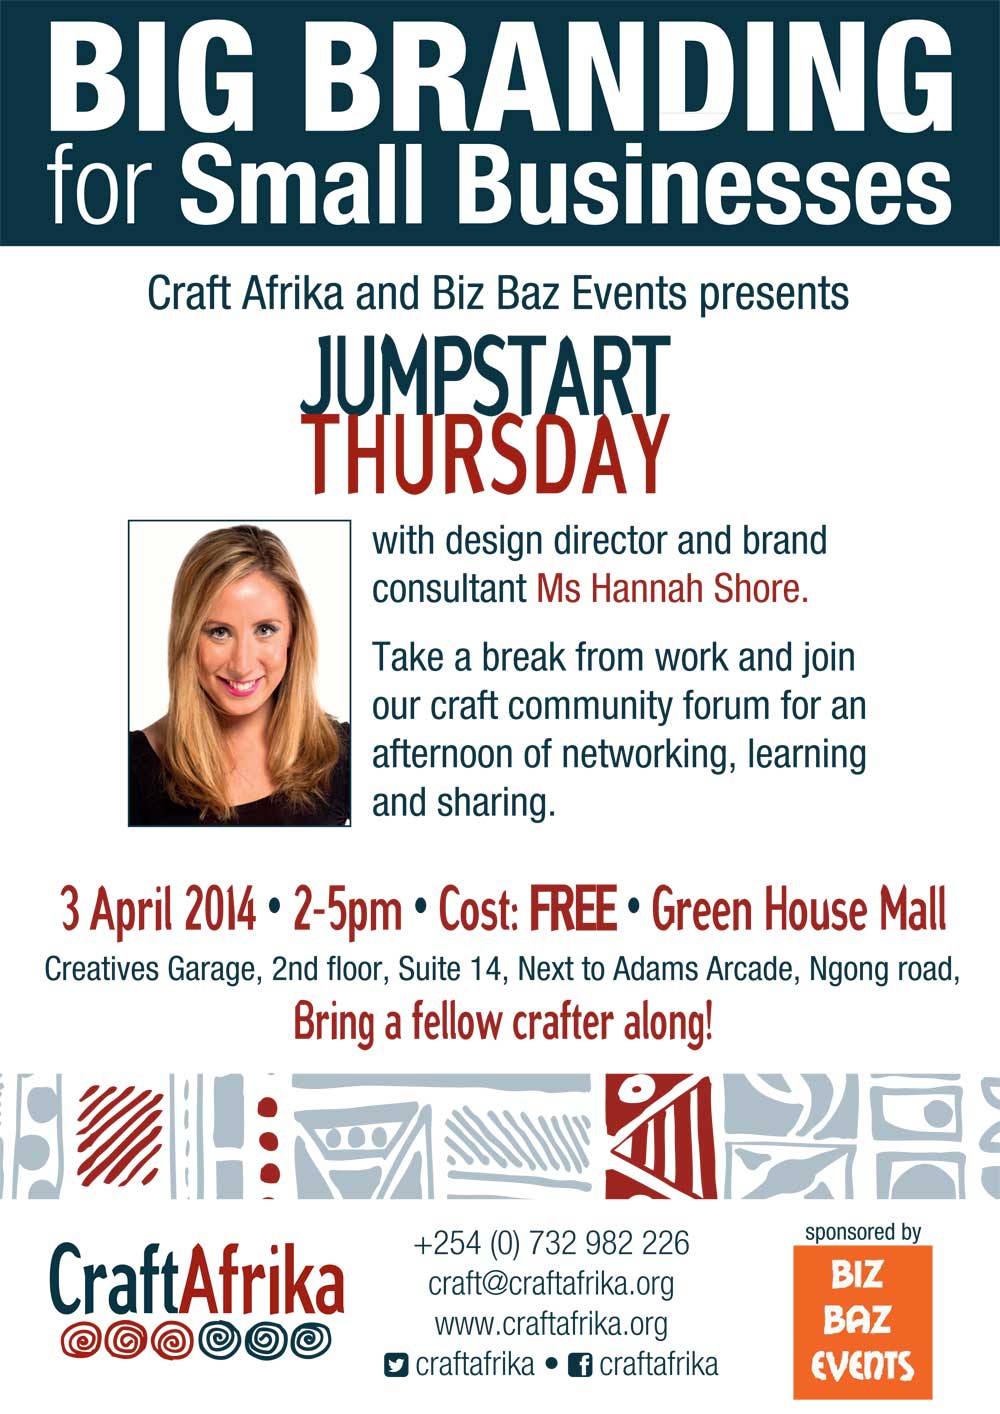 BIG BRANDING
for Small Businesses
Craft Afrika and Biz Baz Events presents
JUMPSTART
THURSDAY
with design director and brand
consultant Ms Hannah Shore.
Take a break from work and join
our craft community forum for an
afternoon of networking, learning
and sharing.
3 April 2014 • 2-5pm • Cost: FREE • Green House Mall
Creatives Garage, 2nd floor, Suite 14, Next to Adams Arcade, Ngong road,
Bring a fellow crafter along!
CraftAfrika
+254 (0) 732 982 226
craft@craftafrika.org
www.craftafrika.org
craftafrika • craftafrika
sponsored by
BIZ
BAZ
EVENTS